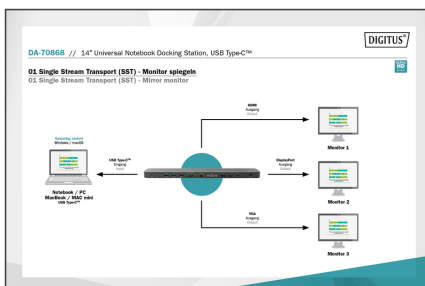 DIGITUS®
DA-70868 // 14" Universal Notebook Docking Station, USB Type-C™
HD
01 Single Stream Transport (SST) - Monitor spiegeln
01 Single Stream Transport (SST) - Mirror monitor
HDMI
Ausgang
Output
Monitor 1
Operating system
Windows / macOS
USB Type-C™
Eingang
Input
Notebook / PC
MacBook / MAC mini
USB Type-C™
DisplayPort
Ausgang
Output
Monitor 2
VGA
Ausgang
Output
Monitor 3